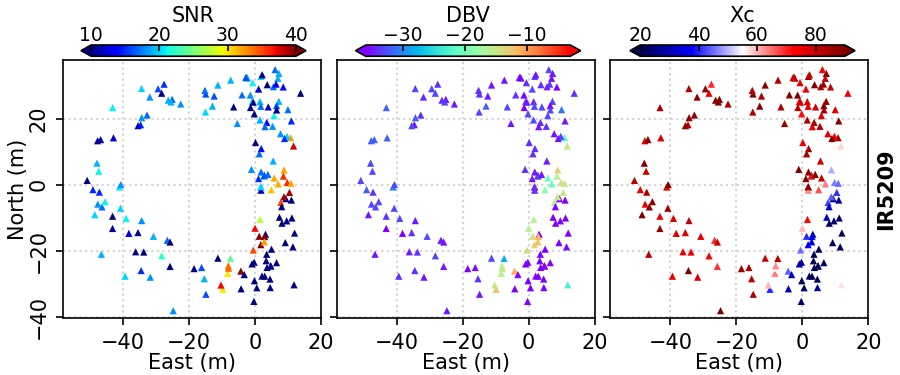 SNR DBV Xc
10 20 30 40 −30 −20 −10 20 40 60 80
20
0
−20
−40
North (m)
IR5209
−40 −20 0 20 −40 −20 0 20 −40 −20 0 20
East (m) East (m) East (m)